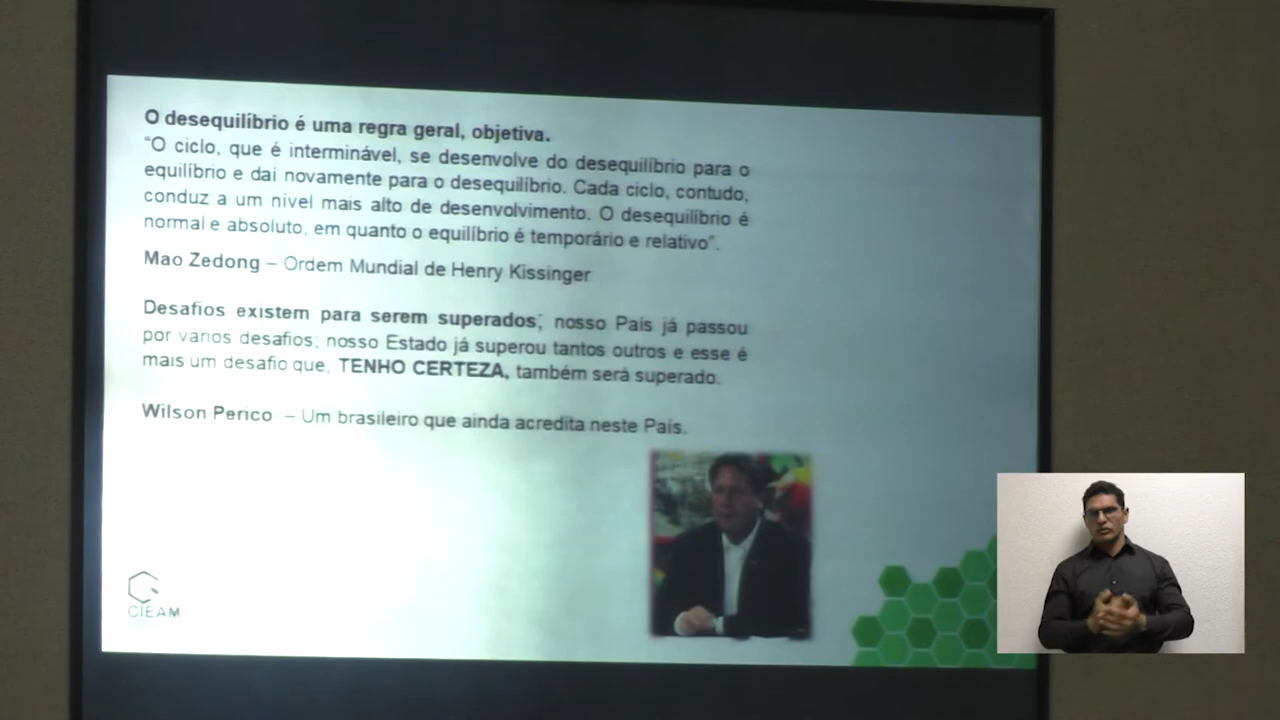 O desequilíbrio é uma regra geral, objetiva.
“O ciclo, que é interminável, se desenvolve do desequilíbrio para o
equilíbrio e daí novamente para o desequilíbrio. Cada ciclo, contudo,
conduz a um nível mais alto de desenvolvimento. O desequilíbrio é
normal e absoluto, em quanto o equilíbrio é temporário e relativo”.
Mao Zedong – Ordem Mundial de Henry Kissinger
Desafios existem para serem superados; nosso País já passou
por vários desafios; nosso Estado já superou tantos outros e esse é
mais um desafio que, TENHO CERTEZA, também será superado.
Wilson Perico – Um brasileiro que ainda acredita neste País.
CIEAM